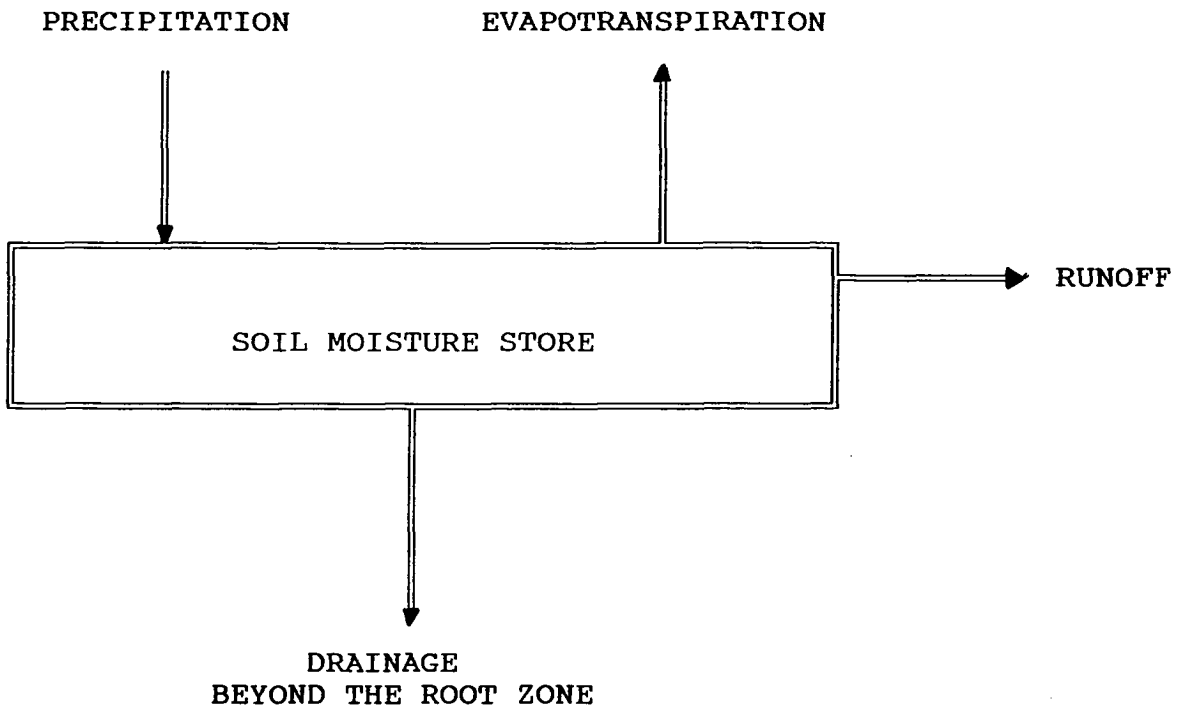 PRECIPITATION
EVAPOTRANSPIRATION
RUNOFF
SOIL MOISTURE STORE
DRAINAGE
BEYOND THE ROOT ZONE